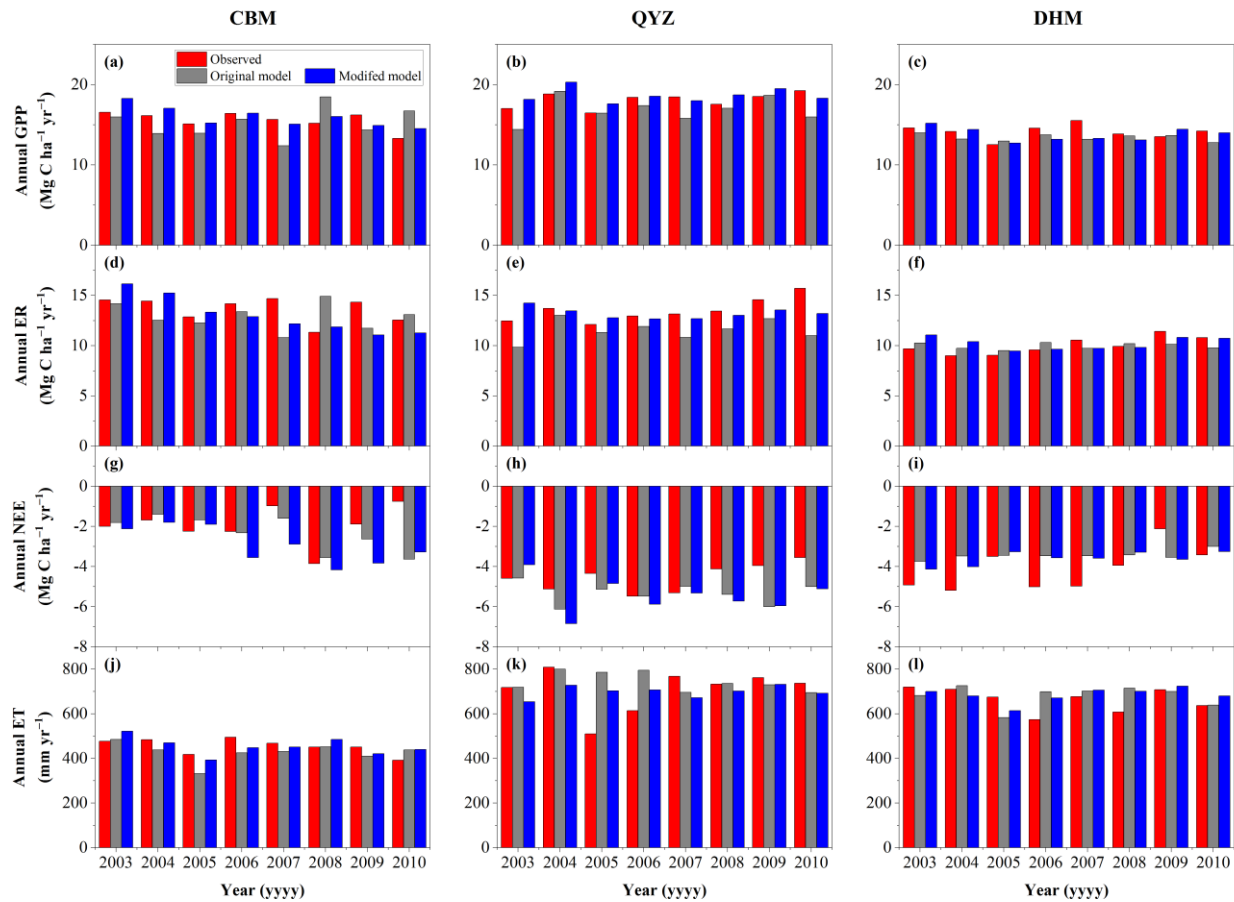 CBM QYZ DHM
(a) (b) (c)
Observed
Original model Modifed model
Annual GPP
(Mg C ha⁻¹ yr⁻¹)
20
10
0
(d) (e) (f)
Annual ER
(Mg C ha⁻¹ yr⁻¹)
15
10
5
0
(g) (h) (i)
Annual NEE
(Mg C ha⁻¹ yr⁻¹)
0
-2
-4
-6
-8
0
-2
-4
-6
-8
0
-2
-4
-6
-8
(j) (k) (l)
Annual ET
(mm yr⁻¹)
800
600
400
200
0
20
10
0
15
10
5
0
800
600
400
200
0
20
10
0
15
10
5
0
800
600
400
200
0
2003 2004 2005 2006 2007 2008 2009 2010
2003 2004 2005 2006 2007 2008 2009 2010
2003 2004 2005 2006 2007 2008 2009 2010
Year (yyyy) Year (yyyy) Year (yyyy)